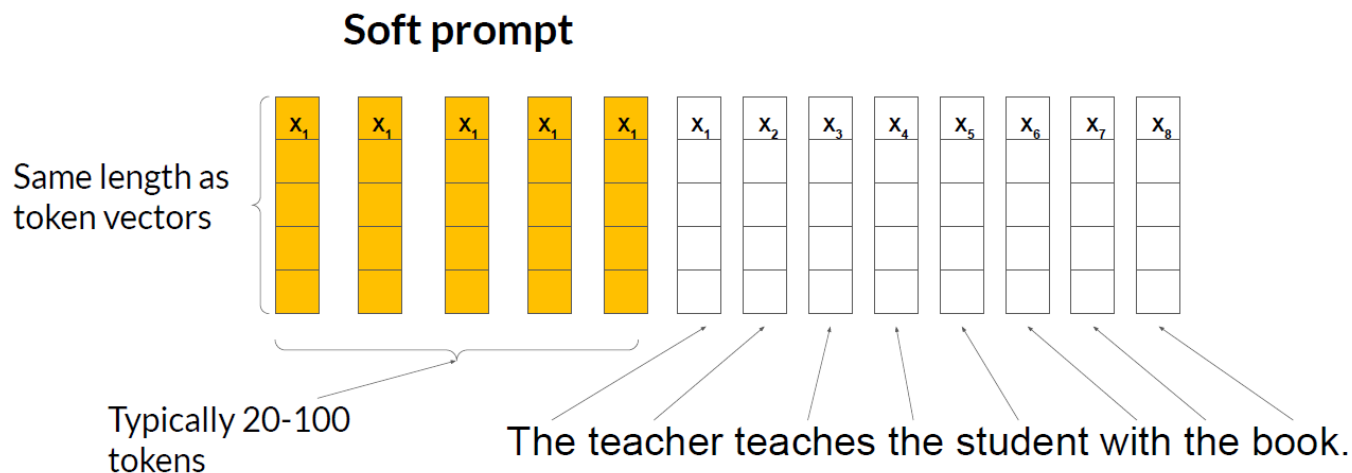 Soft prompt
x₁ x₁ x₁ x₁ x₁ x₁ x₂ x₃ x₄ x₅ x₆ x₇ x₈
Same length as
token vectors
Typically 20-100
tokens
The teacher teaches the student with the book.